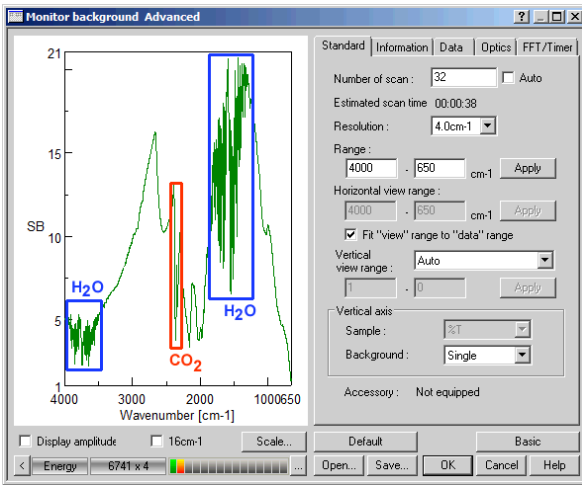 Monitor background Advanced
Standard Information Data Optics FFT/Timer
Number of scan : 32 Auto
Estimated scan time 00:00:38
Resolution : 4.0cm-1
Range :
4000 - 650 cm-1 Apply
Horizontal view range :
4000 - 650 cm-1 Apply
Fit "view" range to "data" range
Vertical
view range : Auto
1 - 0 Apply
Vertical axis
Sample : %T
Background : Single
Accessory : Not equipped
21
15
SB
10
5
1
H2O
CO2
H2O
4000 3000 2000 1000650
Wavenumber [cm-1]
Display amplitude 16cm-1 Scale...
Default Basic
< Energy 6741 x 4 ...
Open... Save... OK Cancel Help